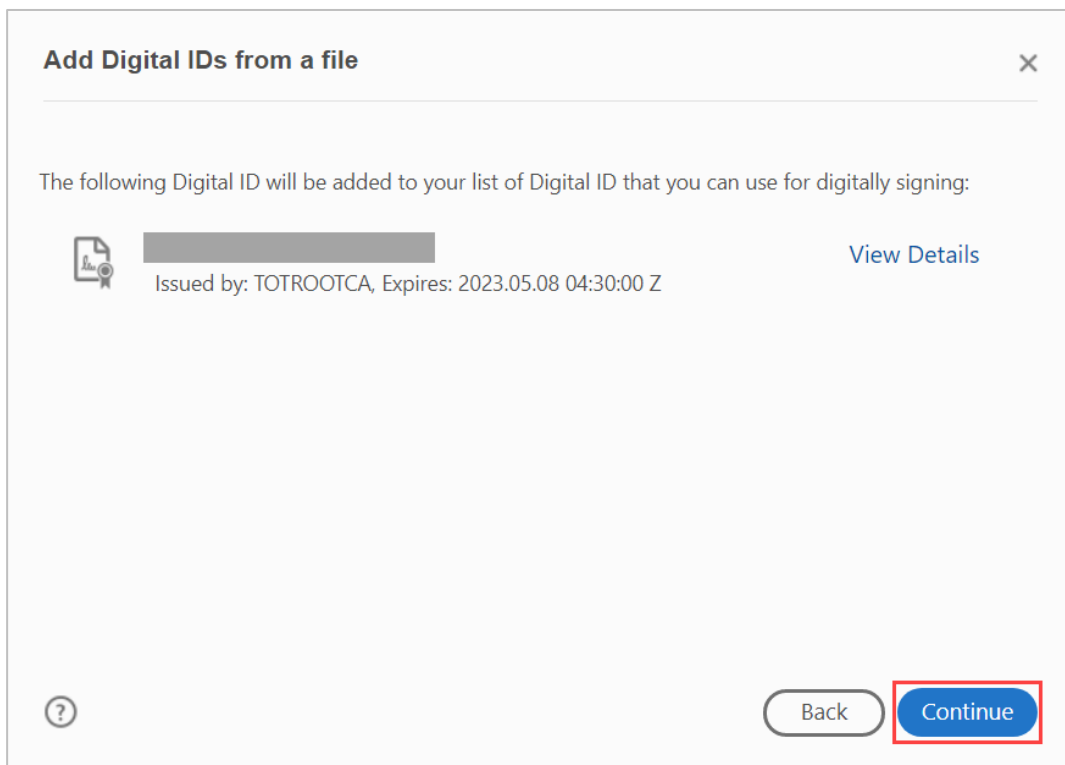 Add Digital IDs from a file
The following Digital ID will be added to your list of Digital ID that you can use for digitally signing:
View Details
Issued by: TOTROOTCA, Expires: 2023.05.08 04:30:00 Z
?
Back
Continue